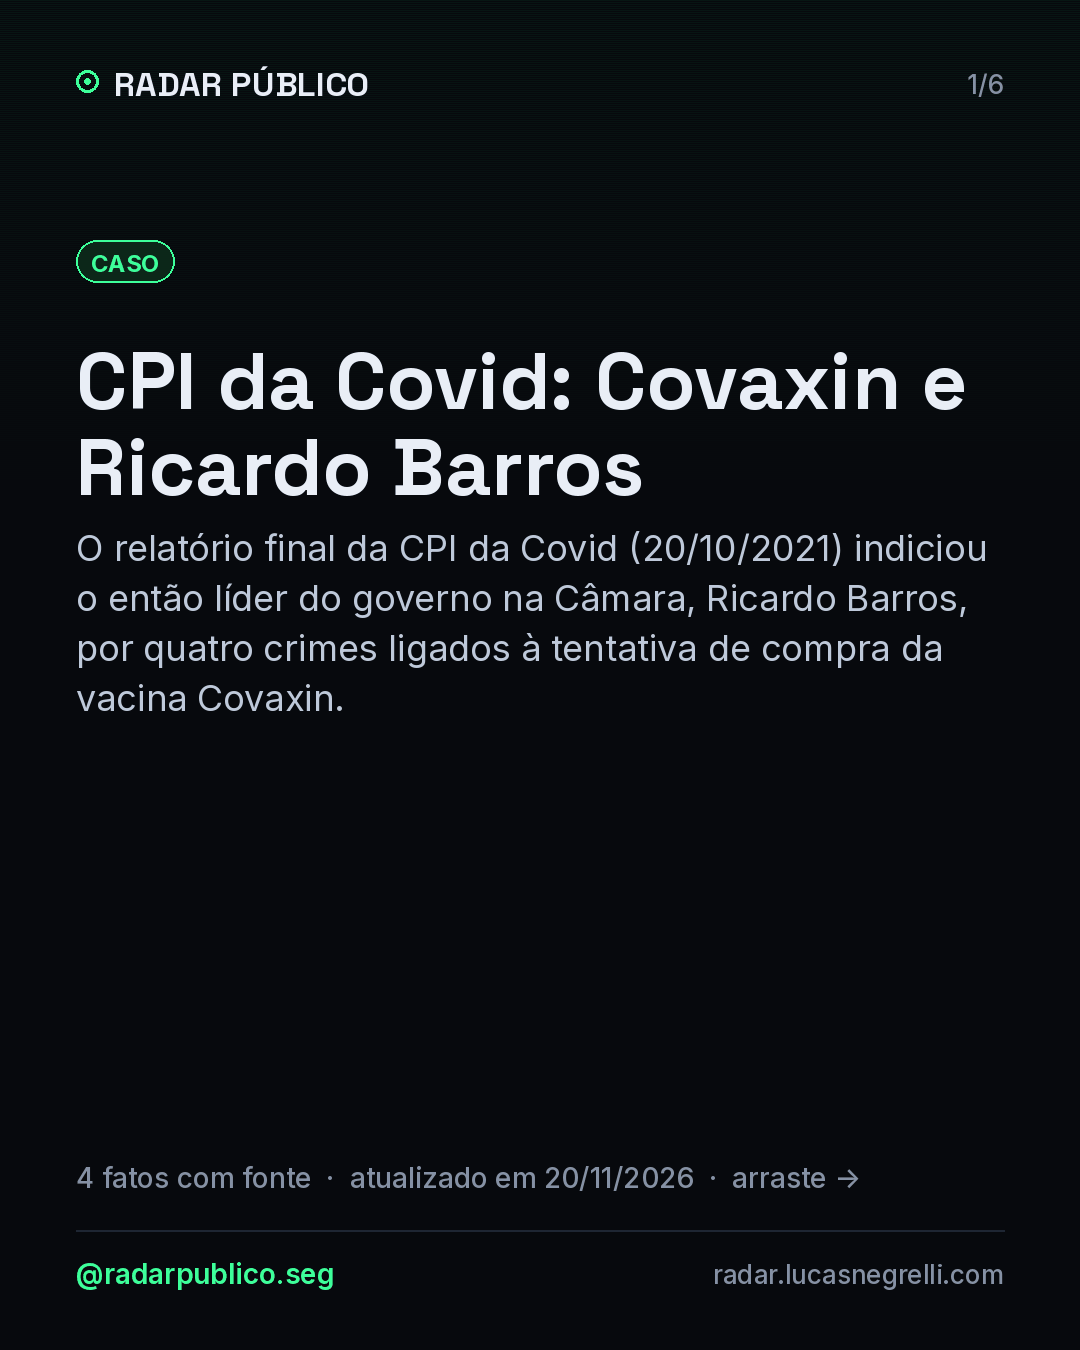 RADAR PÚBLICO
1/6
CASO
CPI da Covid: Covaxin e
Ricardo Barros
O relatório final da CPI da Covid (20/10/2021) indiciou
o então líder do governo na Câmara, Ricardo Barros,
por quatro crimes ligados à tentativa de compra da
vacina Covaxin.
4 fatos com fonte · atualizado em 20/11/2026 · arraste →
@radarpublico.seg
radar.lucasnegrelli.com